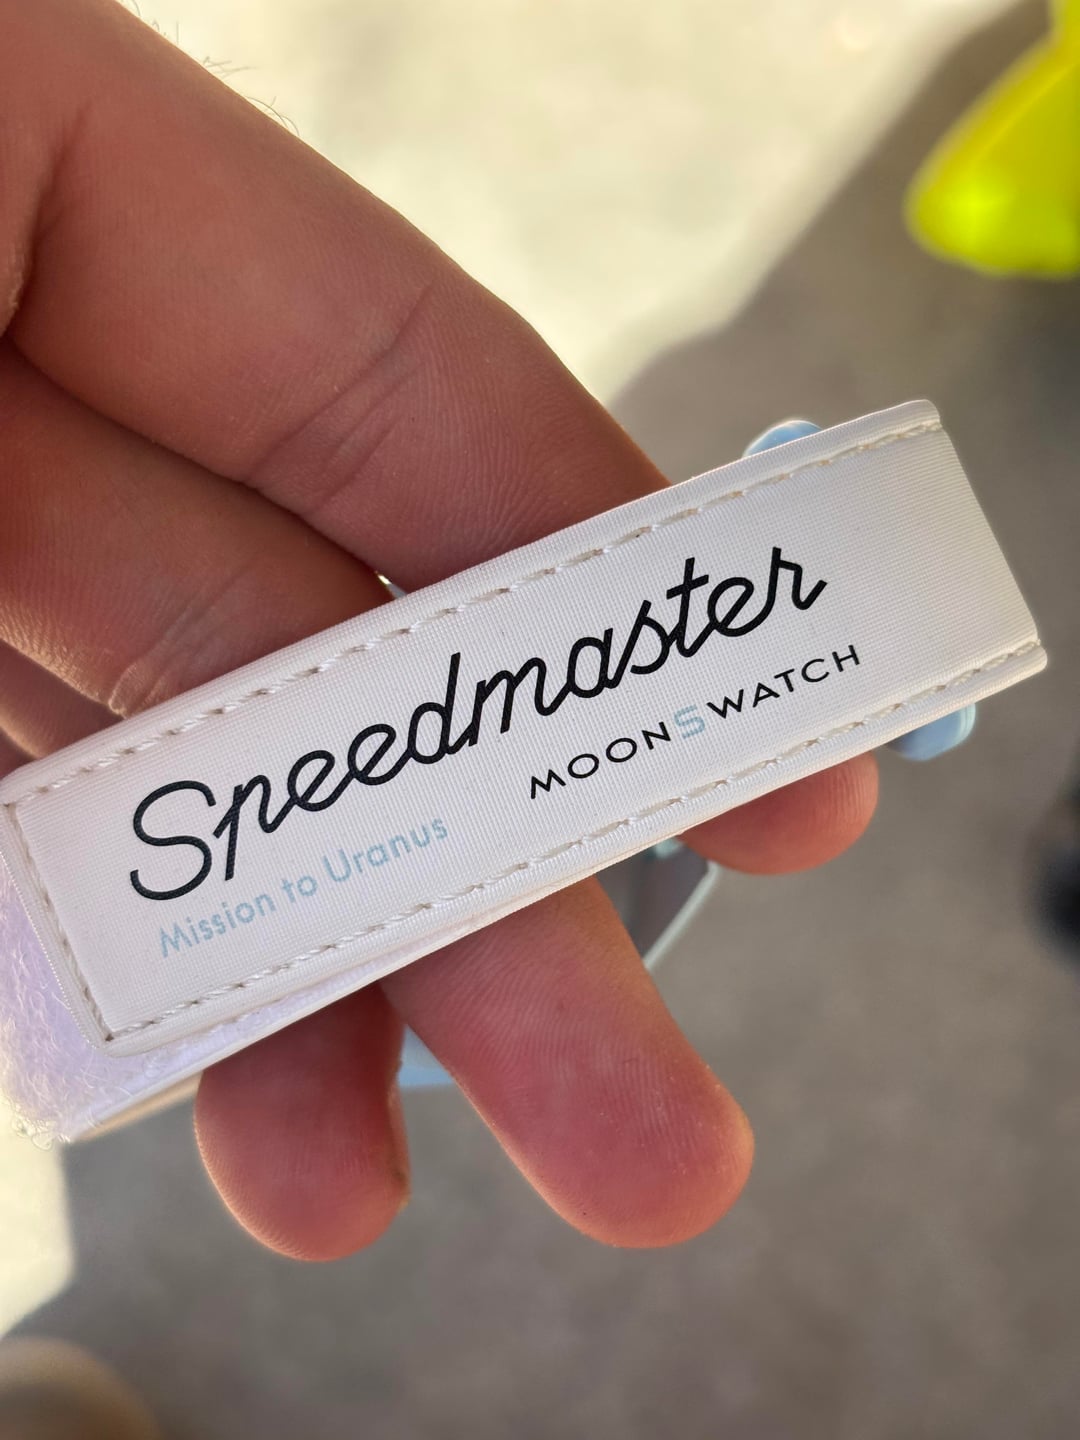 Speedmaster
MOONSWATCH
Mission to Uranus